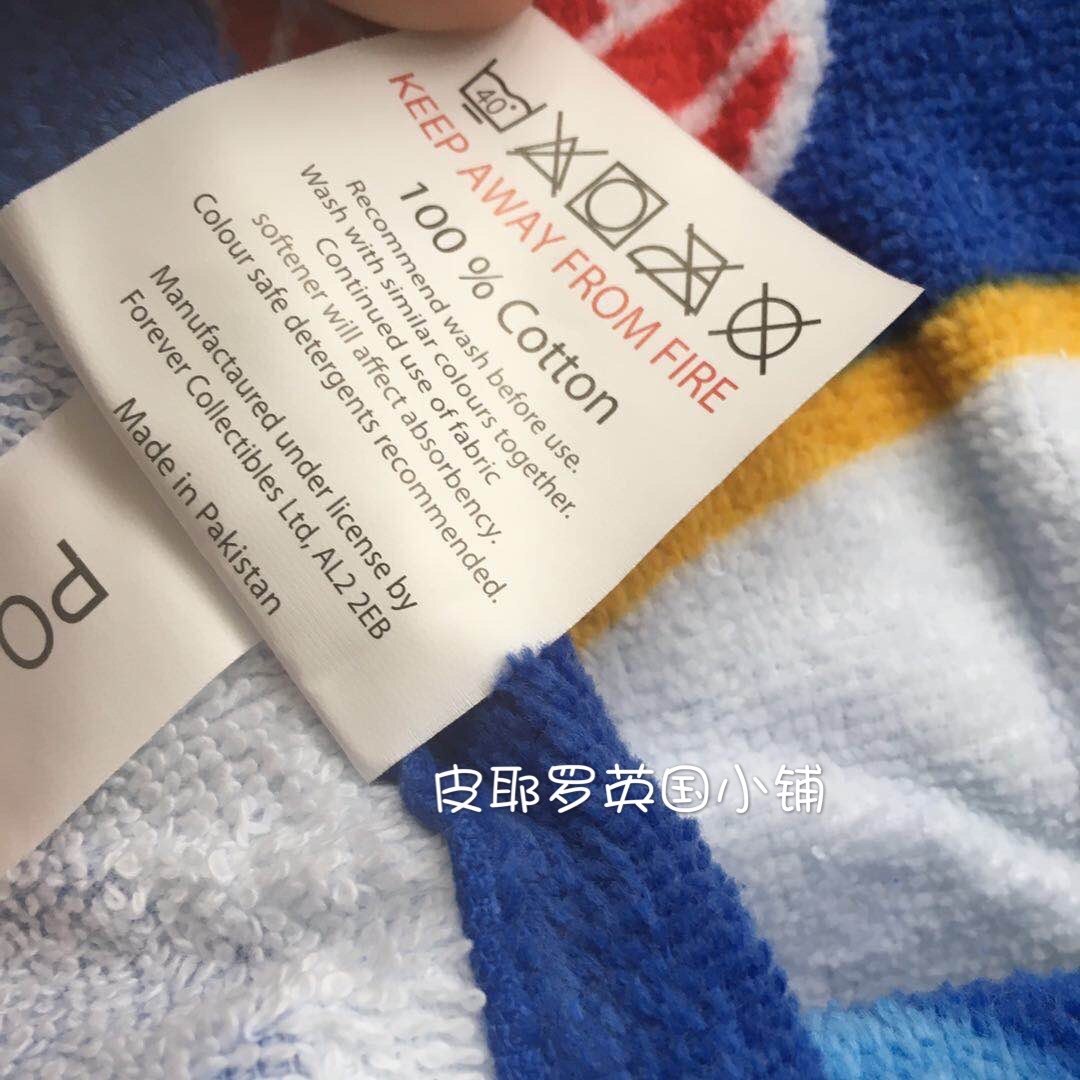 40°
KEEP AWAY FROM FIRE
100 % Cotton
Recommend wash before use.
Wash with similar colours together.
Continued use of fabric
softener will affect absorbency.
Colour safe detergents recommended.
Manufactaured under license by
Forever Collectibles Ltd, AL2 2EB
Made in Pakistan
PO
皮耶罗英国小铺